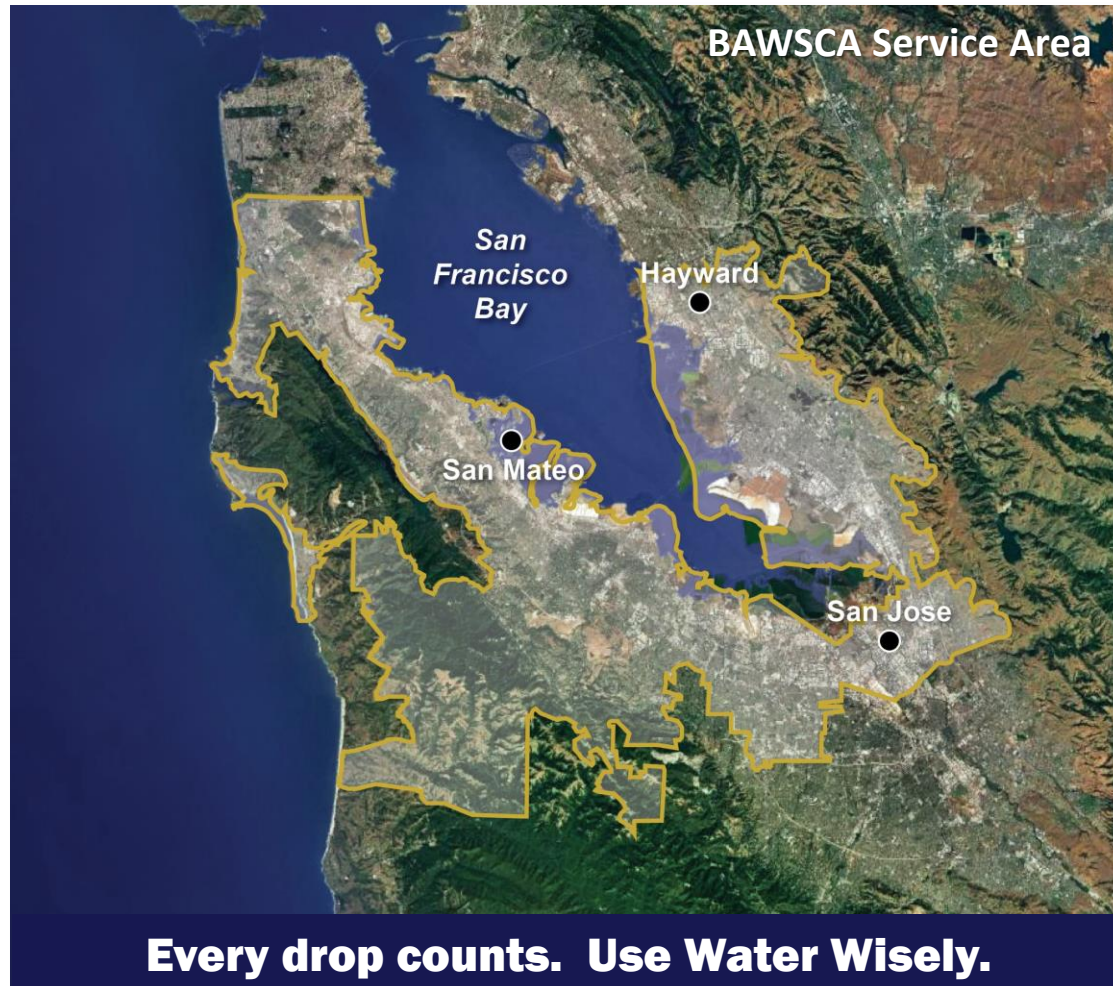 BAWSCA Service Area
San
Francisco
Bay
Hayward
San Mateo
San Jose
Every drop counts.  Use Water Wisely.